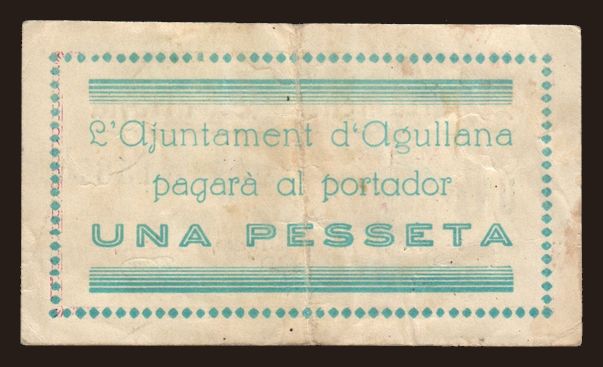 L'Ajuntament d'Agullana
pagarà al portador
UNA PESSETA